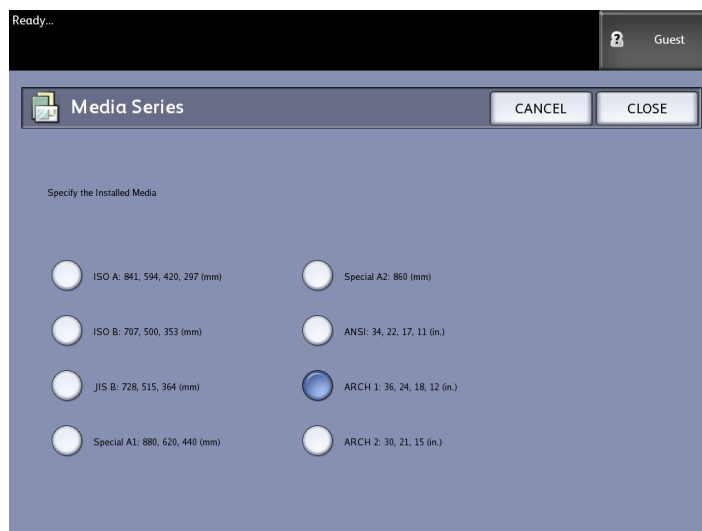 Ready...
Guest
Media Series
CANCEL
CLOSE
Specify the Installed Media
ISO A: 841, 594, 420, 297 (mm)
Special A2: 860 (mm)
ISO B: 707, 500, 353 (mm)
ANSI: 34, 22, 17, 11 (in.)
JIS B: 728, 515, 364 (mm)
ARCH 1: 36, 24, 18, 12 (in.)
Special A1: 880, 620, 440 (mm)
ARCH 2: 30, 21, 15 (in.)